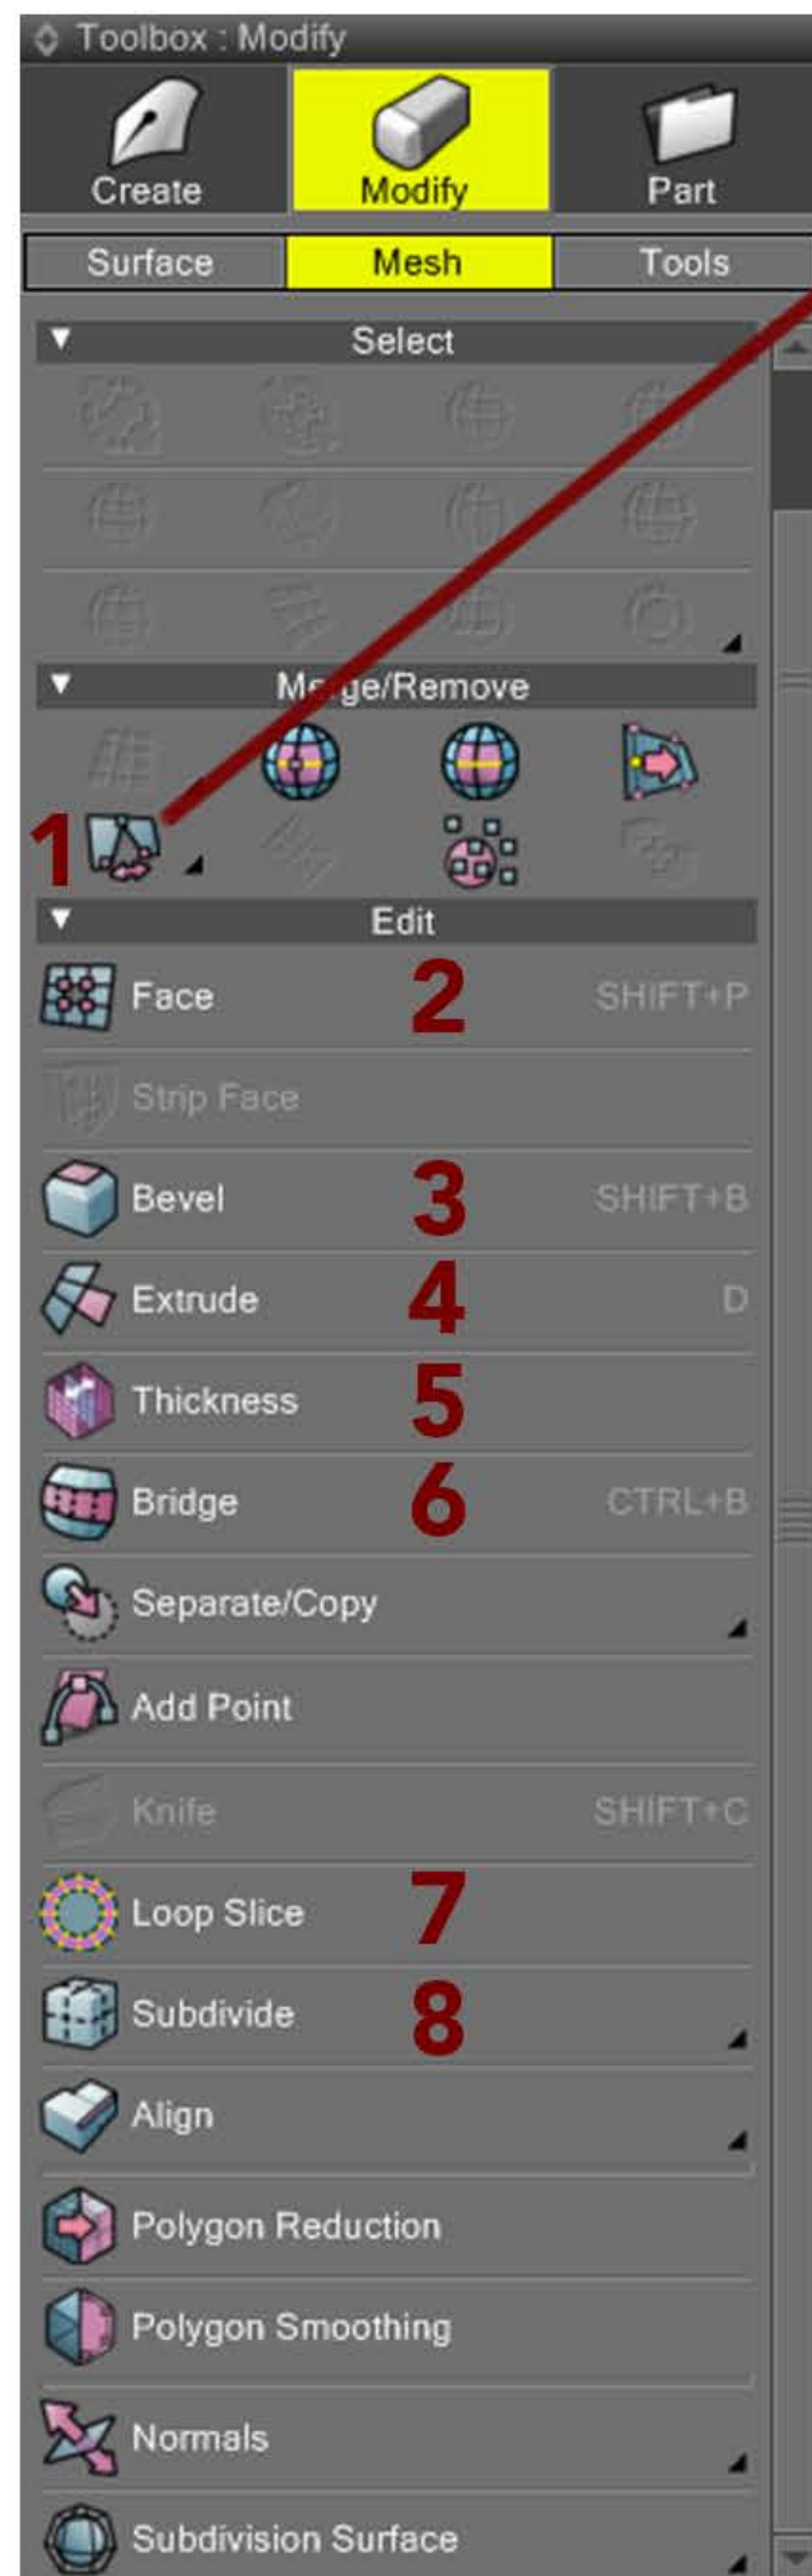 Toolbox : Modify
Create Modify Part
Surface Mesh Tools
Select
Merge/Remove
1
Edit
Face 2 SHIFT+P
Strip Face
Bevel 3 SHIFT+B
Extrude 4 D
Thickness 5
Bridge 6 CTRL+B
Separate/Copy
Add Point
Knife SHIFT+C
Loop Slice 7
Subdivide 8
Align
Polygon Reduction
Polygon Smoothing
Normals
Subdivision Surface